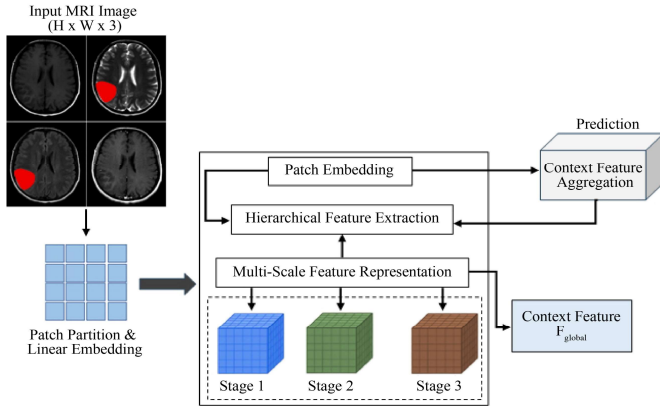 Input MRI Image
(H x W x 3)
Patch Partition &
Linear Embedding
Patch Embedding
Hierarchical Feature Extraction
Multi-Scale Feature Representation
Stage 1
Stage 2
Stage 3
Prediction
Context Feature
Aggregation
Context Feature
F_global